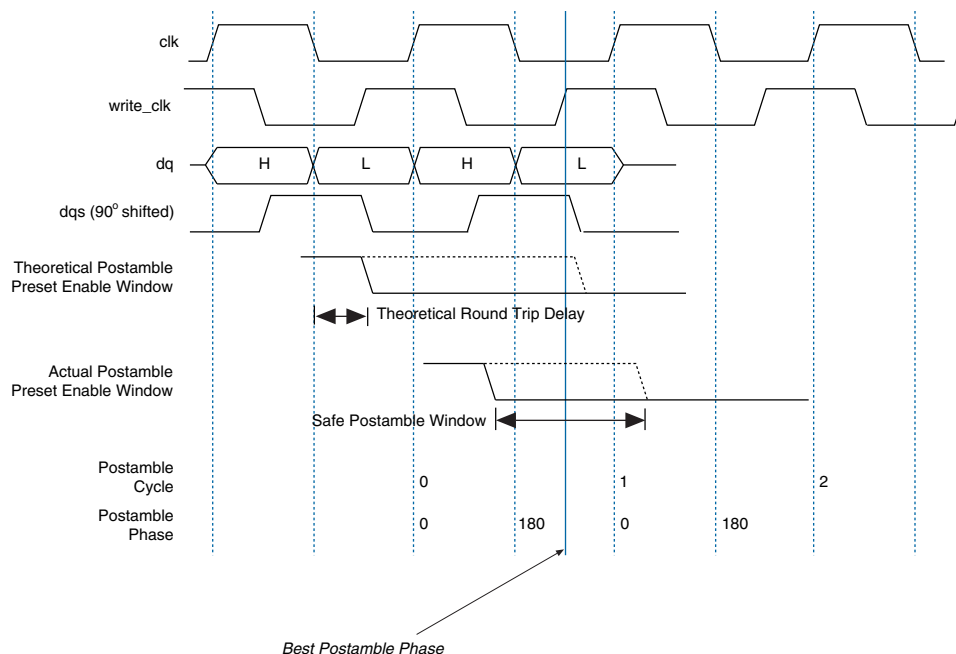 clk
write_clk
dq
H L H L
dqs (90° shifted)
Theoretical Postamble
Preset Enable Window
Theoretical Round Trip Delay
Actual Postamble
Preset Enable Window
Safe Postamble Window
Postamble
Cycle
0 1 2
Postamble
Phase
0 180 0 180
Best Postamble Phase